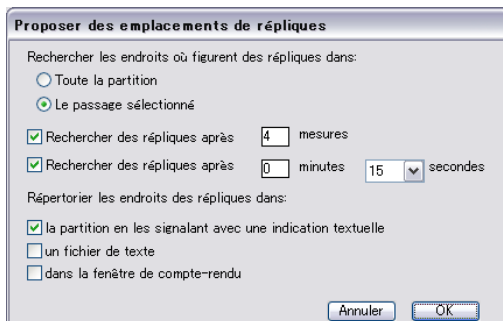 Proposer des emplacements de répliques
Rechercher les endroits où figurent des répliques dans:
Toute la partition
Le passage sélectionné
Rechercher des répliques après 4 mesures
Rechercher des répliques après 0 minutes 15 secondes
Répertorier les endroits des répliques dans:
la partition en les signalant avec une indication textuelle
un fichier de texte
dans la fenêtre de compte-rendu
Annuler OK